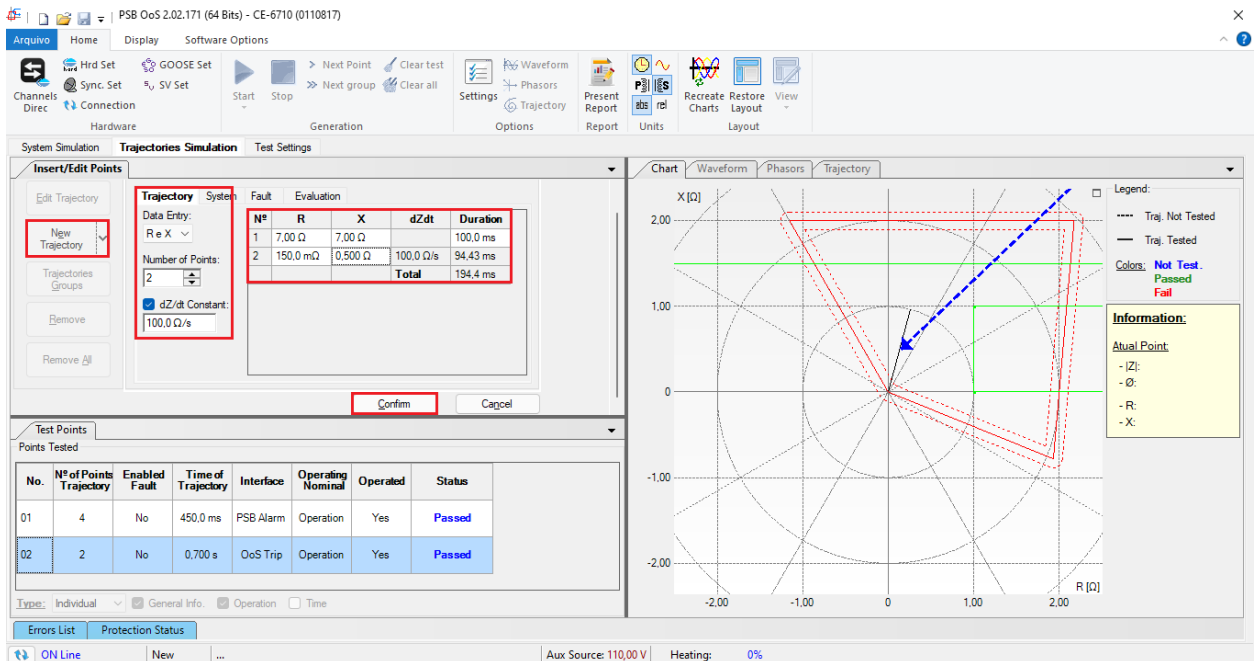 PSB OoS 2.02.171 (64 Bits) - CE-6710 (0110817)
Arquivo Home Display Software Options
Channels Direc
Hrd Set
Sync. Set
Connection
GOOSE Set
SV Set
Hardware
Start
Stop
Next Point
Next group
Clear test
Clear all
Generation
Settings
Waveform
Phasors
Trajectory
Options
Present Report
Report
abs rel
Units
Recreate Charts
Restore Layout
View
Layout
System Simulation Trajectories Simulation Test Settings
Insert/Edit Points
Edit Trajectory
New Trajectory
Trajectories Groups
Remove
Remove All
Trajectory System Fault Evaluation
Data Entry:
R e X
Number of Points:
2
dZ/dt Constant:
100,0 Ω/s
Nº R X dZdt Duration
1 7,00 Ω 7,00 Ω 100,0 ms
2 150,0 mΩ 0,500 Ω 100,0 Ω/s 94,43 ms
Total 194,4 ms
Confirm Cancel
Test Points
Points Tested
No. Nº of Points Trajectory Enabled Fault Time of Trajectory Interface Operating Nominal Operated Status
01 4 No 450,0 ms PSB Alarm Operation Yes Passed
02 2 No 0,700 s OoS Trip Operation Yes Passed
Type: Individual General Info. Operation Time
Chart Waveform Phasors Trajectory
X [Ω]
2,00
1,00
0
-1,00
-2,00
-2,00 -1,00 0 1,00 2,00
R [Ω]
Legend:
Traj. Not Tested
Traj. Tested
Colors: Not Test.
Passed
Fail
Information:
Atual Point:
- |Z|:
- Ø:
- R:
- X:
Errors List Protection Status
ON Line New ... Aux Source: 110,00 V Heating: 0%